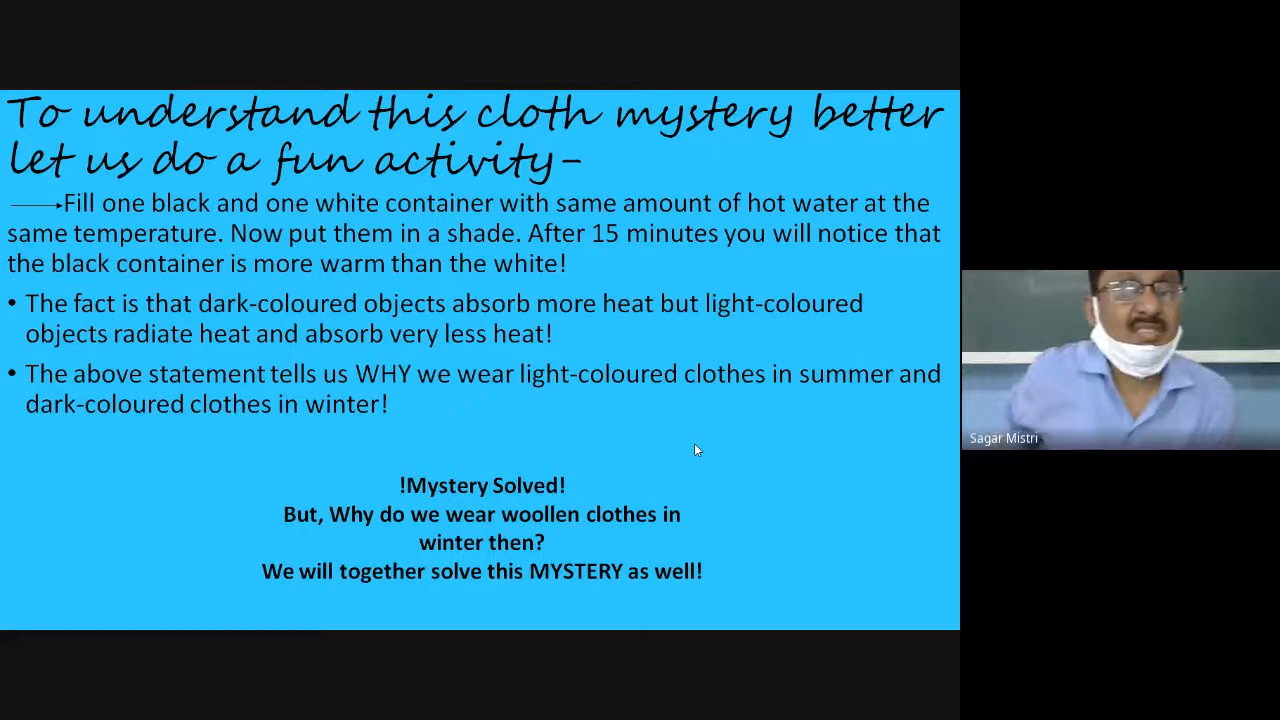 To understand this cloth mystery better
let us do a fun activity-
Fill one black and one white container with same amount of hot water at the
same temperature. Now put them in a shade. After 15 minutes you will notice that
the black container is more warm than the white!
• The fact is that dark-coloured objects absorb more heat but light-coloured
objects radiate heat and absorb very less heat!
• The above statement tells us WHY we wear light-coloured clothes in summer and
dark-coloured clothes in winter!
!Mystery Solved!
But, Why do we wear woollen clothes in
winter then?
We will together solve this MYSTERY as well!
Sagar Mistri